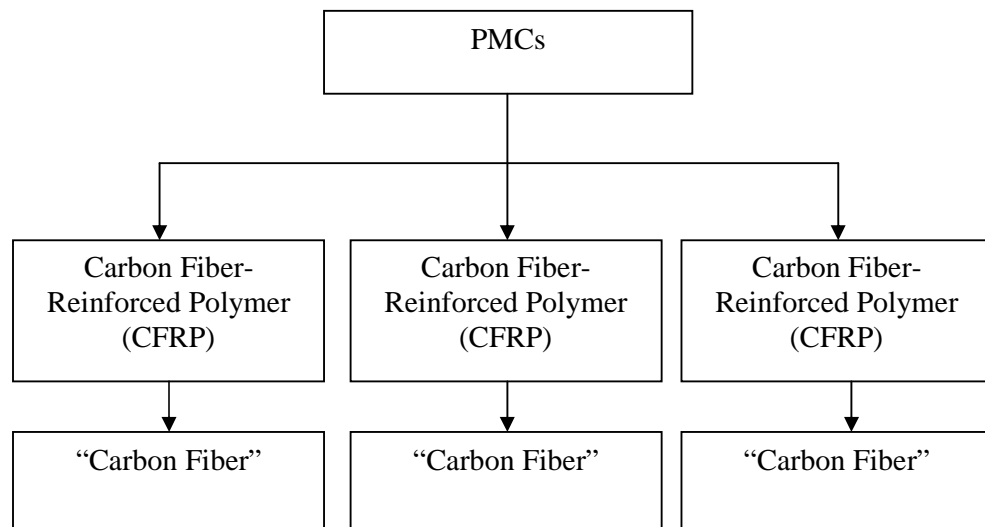 PMCs
Carbon Fiber-
Reinforced Polymer
(CFRP)
Carbon Fiber-
Reinforced Polymer
(CFRP)
Carbon Fiber-
Reinforced Polymer
(CFRP)
“Carbon Fiber”
“Carbon Fiber”
“Carbon Fiber”